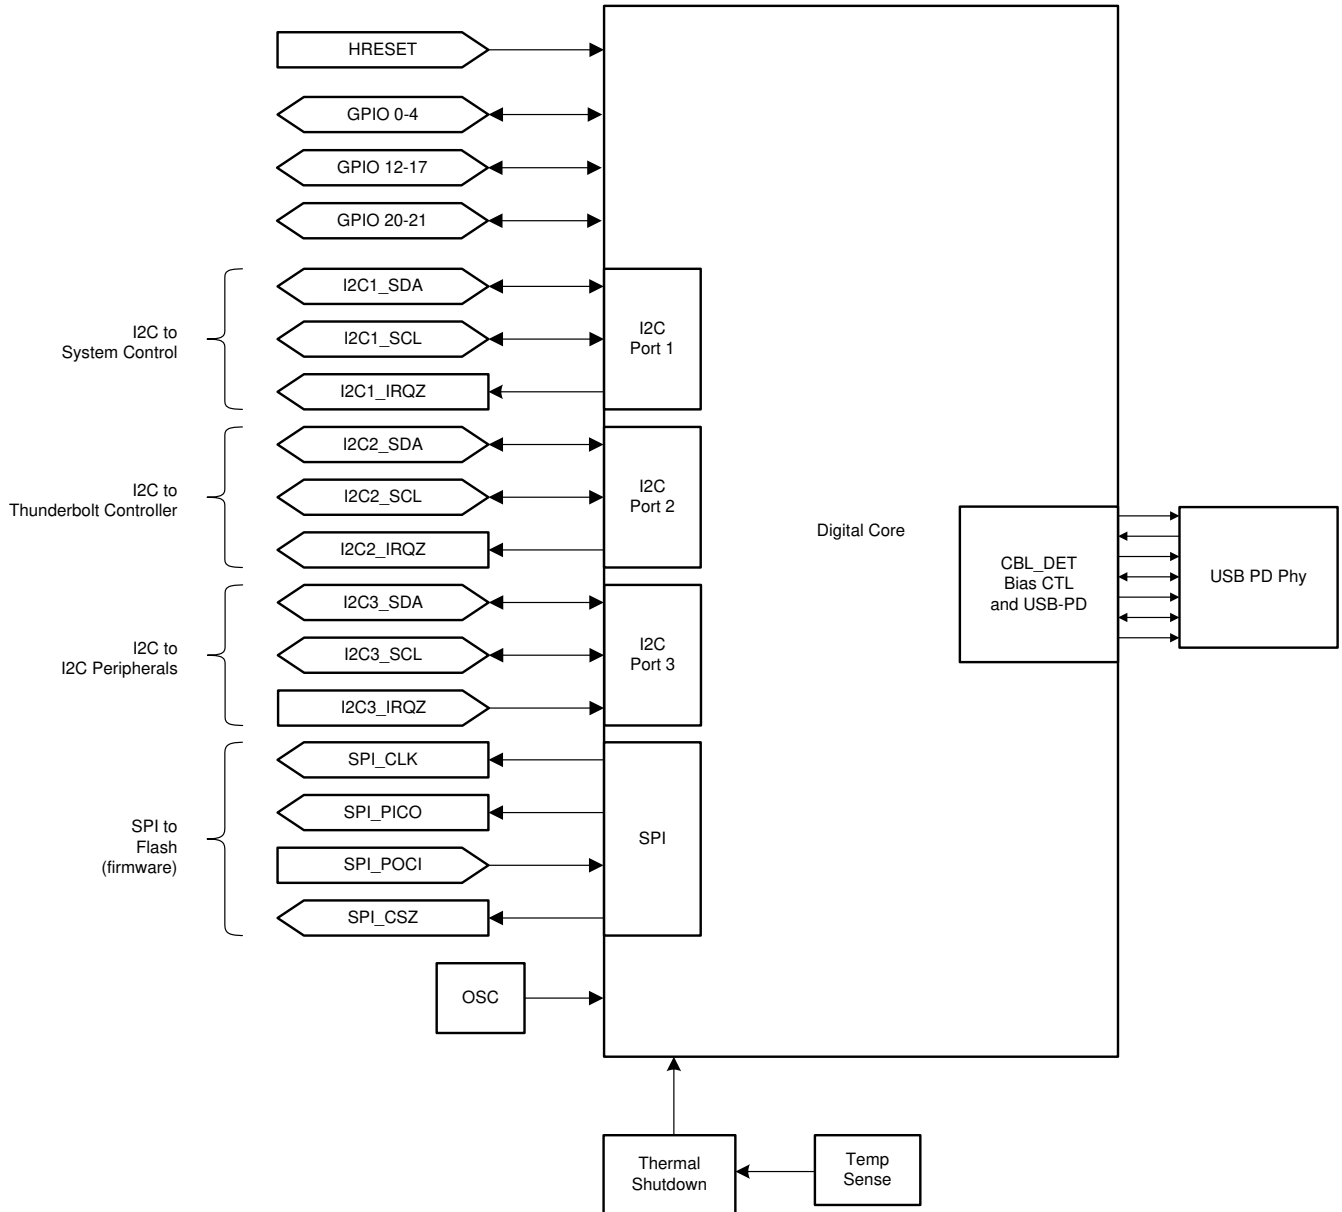 HRESET
GPIO 0-4
GPIO 12-17
GPIO 20-21
I2C to
System Control
I2C1_SDA
I2C1_SCL
I2C1_IRQZ
I2C
Port 1
I2C to
Thunderbolt Controller
I2C2_SDA
I2C2_SCL
I2C2_IRQZ
I2C
Port 2
Digital Core
CBL_DET
Bias CTL
and USB-PD
USB PD Phy
I2C to
I2C Peripherals
I2C3_SDA
I2C3_SCL
I2C3_IRQZ
I2C
Port 3
SPI to
Flash
(firmware)
SPI_CLK
SPI_PICO
SPI_POCI
SPI_CSZ
SPI
OSC
Thermal
Shutdown
Temp
Sense